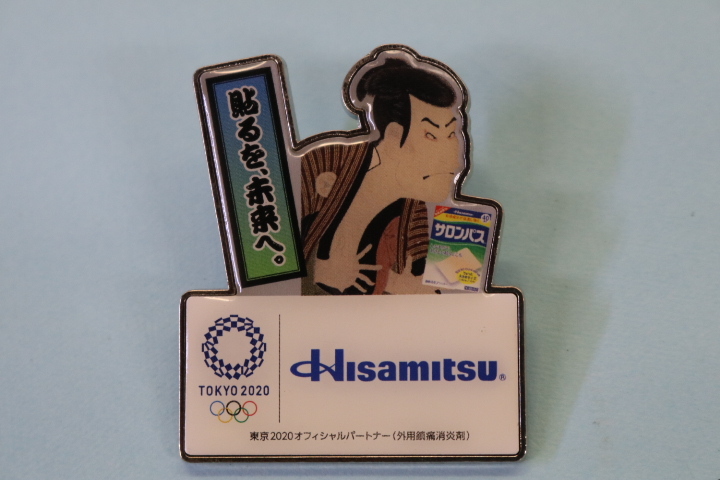 貼るを、未来へ。
サロンパス
TOKYO 2020
Hisamitsu®
東京2020オフィシャルパートナー(外用鎮痛消炎剤)